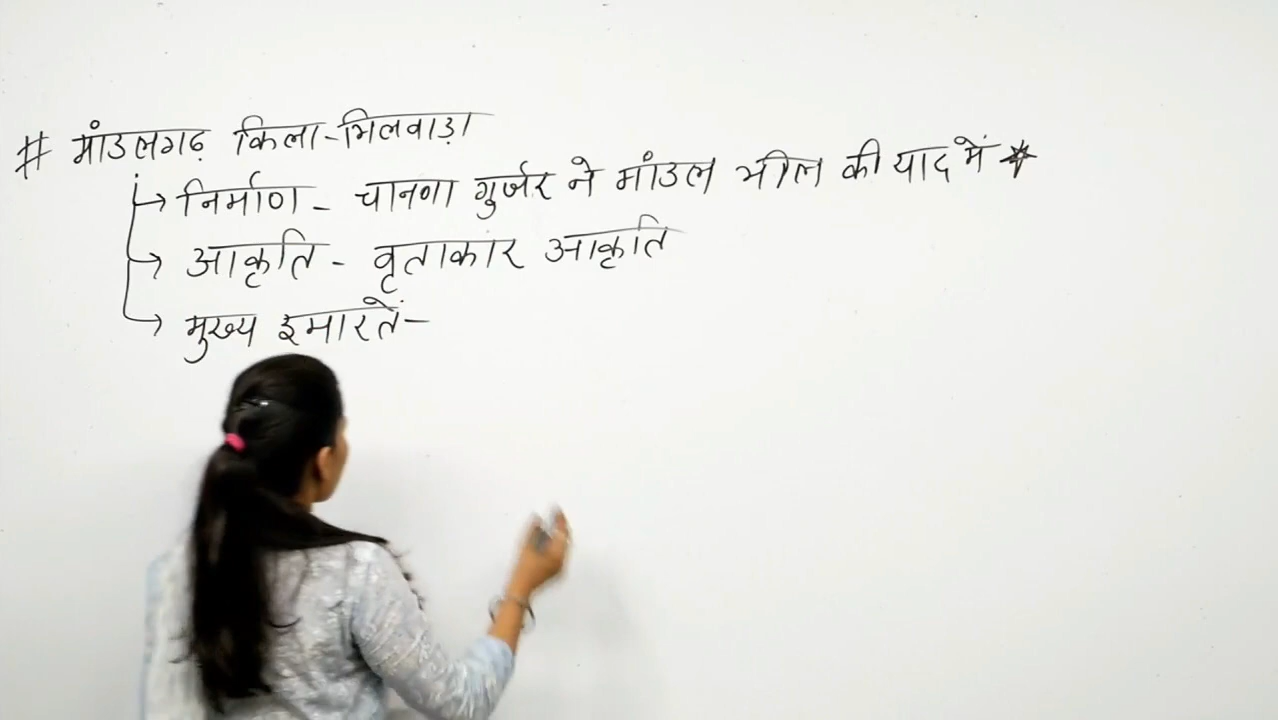 # मांडलगढ़ किला-भिलवाड़ा
→ निर्माण - चानणा गुर्जर ने मांडल भील की याद में ★
→ आकृति - वृताकार आकृति
→ मुख्य इमारतें-